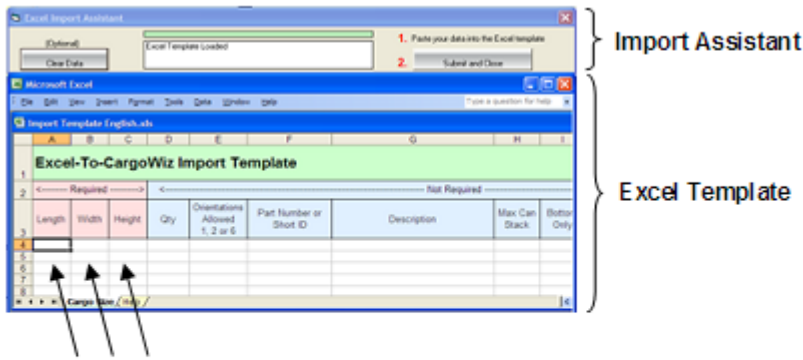 Excel Import Assistant
(Optional)
Clear Data
Excel Template Loaded
1. Paste your data into the Excel template
2. Submit and Close
Import Assistant
Microsoft Excel
File Edit View Insert Format Tools Data Window Help
Type a question for help
Import Template English.xls
A B C D E F G H I
1 Excel-To-CargoWiz Import Template
2 <-------- Required --------> <-------- Not Required --------
3 Length Width Height Qty Orientations Allowed 1, 2 or 6 Part Number or Short ID Description Max Can Stack Bottom Only
4
5
6
7
8
Cargo Size / Help /
Excel Template